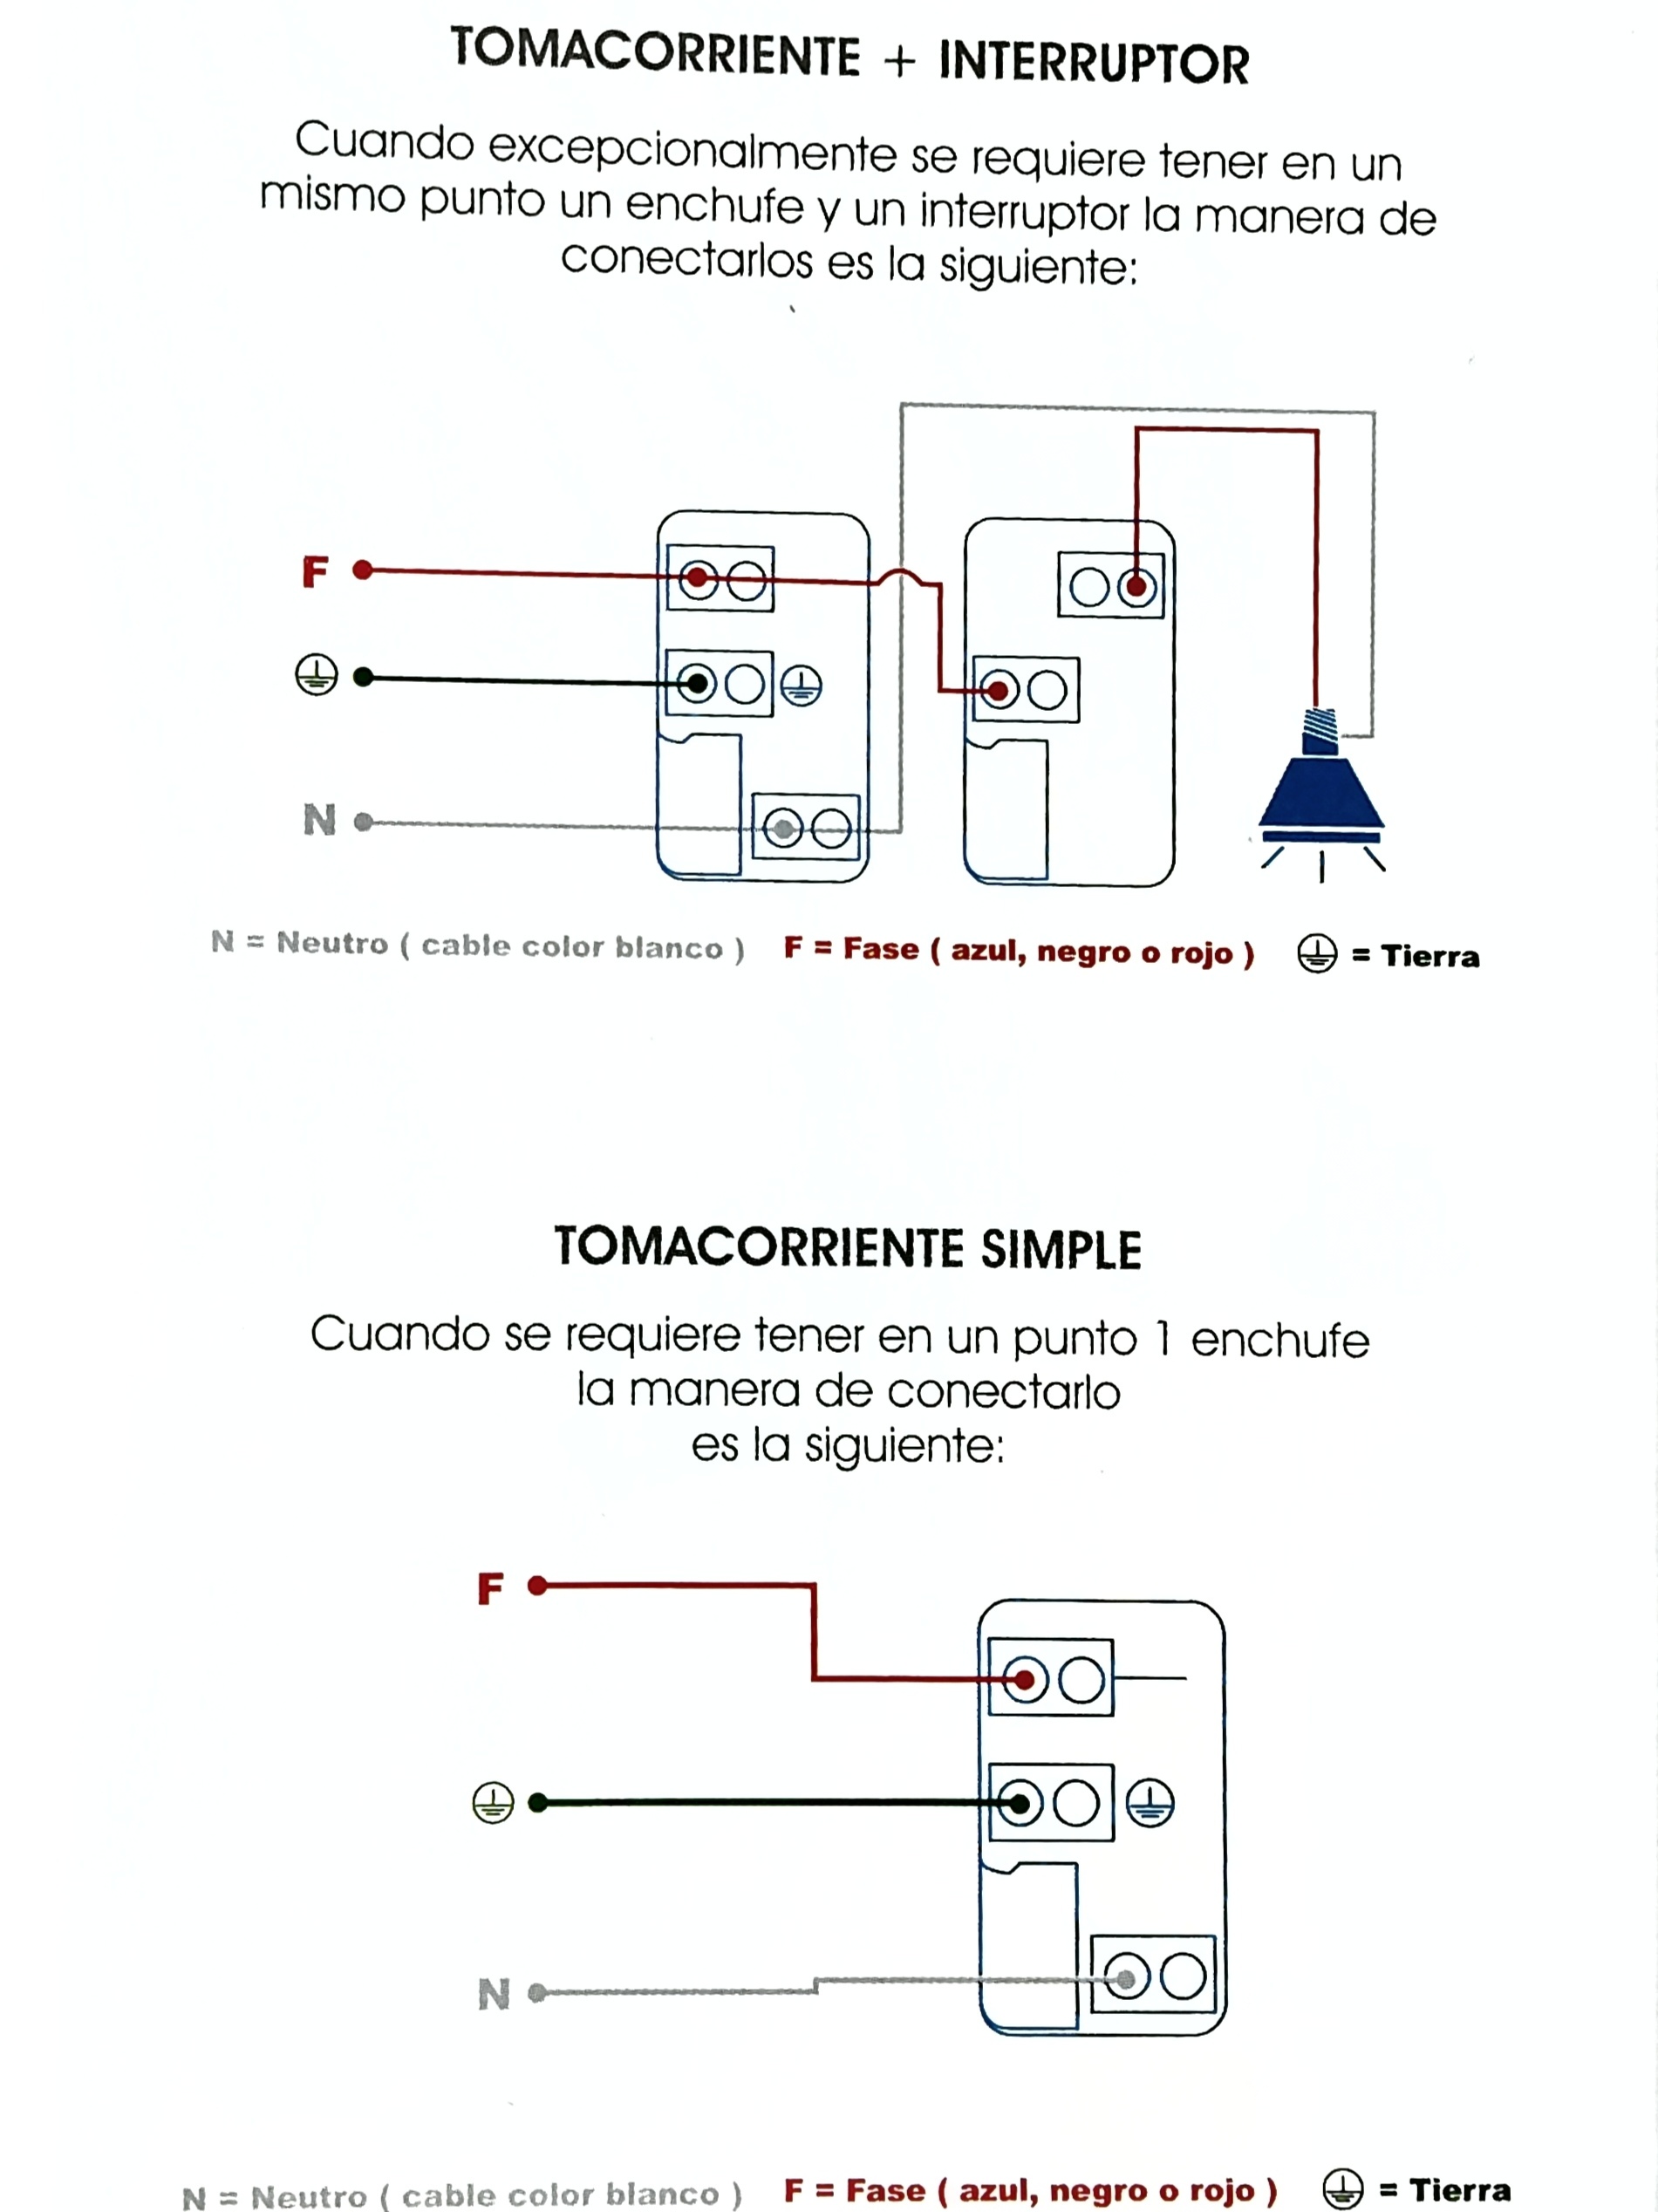 TOMACORRIENTE + INTERRUPTOR
Cuando excepcionalmente se requiere tener en un
mismo punto un enchufe y un interruptor la manera de
conectarlos es la siguiente:
F
N
N = Neutro ( cable color blanco ) F = Fase ( azul, negro o rojo ) = Tierra
TOMACORRIENTE SIMPLE
Cuando se requiere tener en un punto 1 enchufe
la manera de conectarlo
es la siguiente:
F
N
N = Neutro ( cable color blanco ) F = Fase ( azul, negro o rojo ) = Tierra